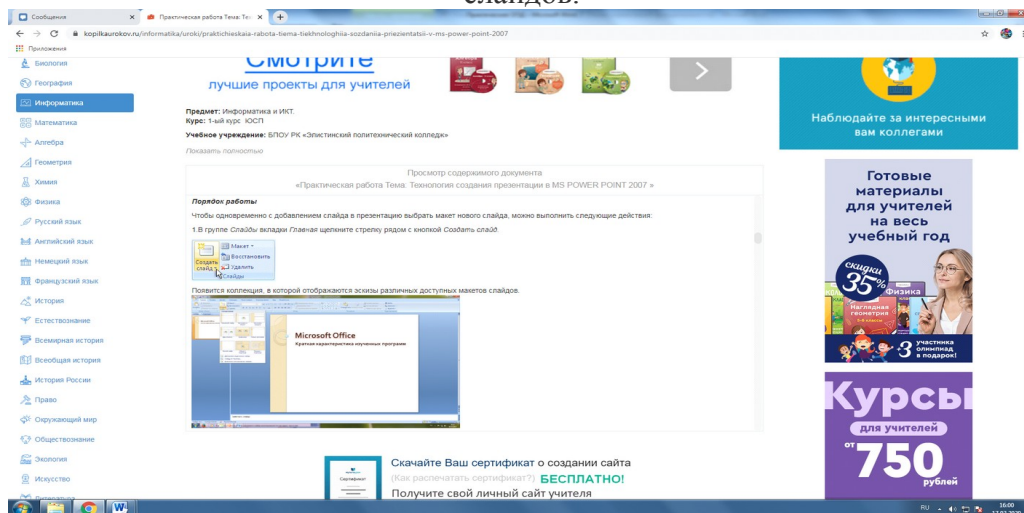 слайдов.
Сообщения
Практическая работа Тема: Тех
kopilkaurokov.ru/informatika/uroki/praktichieskaia-rabota-tiema-tiekhnologhiia-sozdaniia-priezientatsii-v-ms-power-point-2007
Приложения
Биология
География
Информатика
Математика
Алгебра
Геометрия
Химия
Физика
Русский язык
Английский язык
Немецкий язык
Французский язык
История
Естествознание
Всемирная история
Всеобщая история
История России
Право
Окружающий мир
Обществознание
Экология
Искусство
Литература
Смотрите
лучшие проекты для учителей
Предмет: Информатика и ИКТ.
Курс: 1-ый курс ЮСП
Учебное учреждение: БПОУ РК «Элистинский политехнический колледж»
Показать полностью
Просмотр содержимого документа
«Практическая работа Тема: Технология создания презентации в MS POWER POINT 2007 »
Порядок работы
Чтобы одновременно с добавлением слайда в презентацию выбрать макет нового слайда, можно выполнить следующие действия:
1.В группе Слайды вкладки Главная щелкните стрелку рядом с кнопкой Создать слайд.
Создать слайд
Макет
Восстановить
Удалить
Слайды
Появится коллекция, в которой отображаются эскизы различных доступных макетов слайдов.
Microsoft Office
Краткая характеристика изученных программ
Скачайте Ваш сертификат о создании сайта
(Как распечатать сертификат?) БЕСПЛАТНО!
Получите свой личный сайт учителя
Сертификат
Наблюдайте за интересными
вам коллегами
Готовые
материалы
для учителей
на весь
учебный год
скидка
35%
Физика
Наглядная
геометрия
+3 участника
олимпиад
в подарок!
Курсы
для учителей
от 750
рублей
RU
16:00